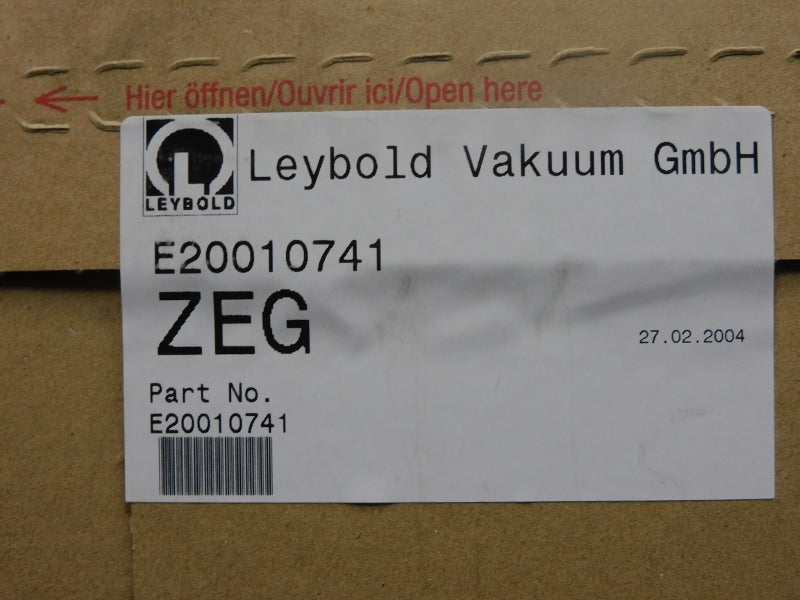 Hier öffnen/Ouvrir ici/Open here
LEYBOLD
Leybold Vakuum GmbH
E20010741
ZEG
27.02.2004
Part No.
E20010741